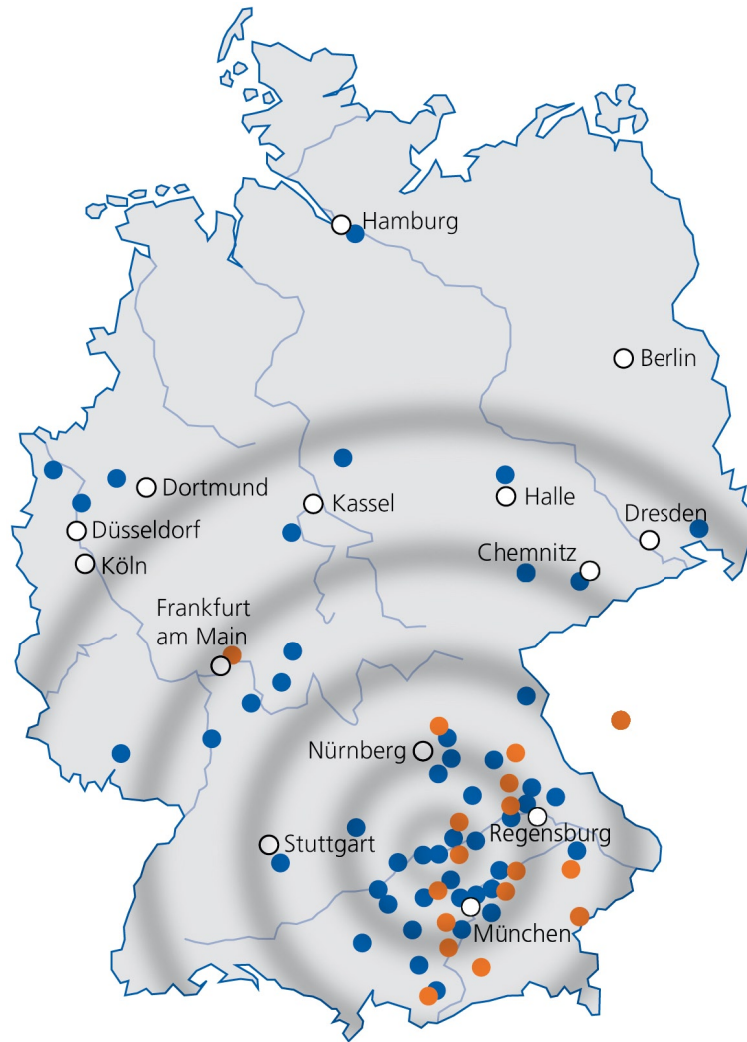 Hamburg
Berlin
Dortmund
Kassel
Halle
Düsseldorf
Dresden
Köln
Chemnitz
Frankfurt
am Main
Nürnberg
Regensburg
Stuttgart
München